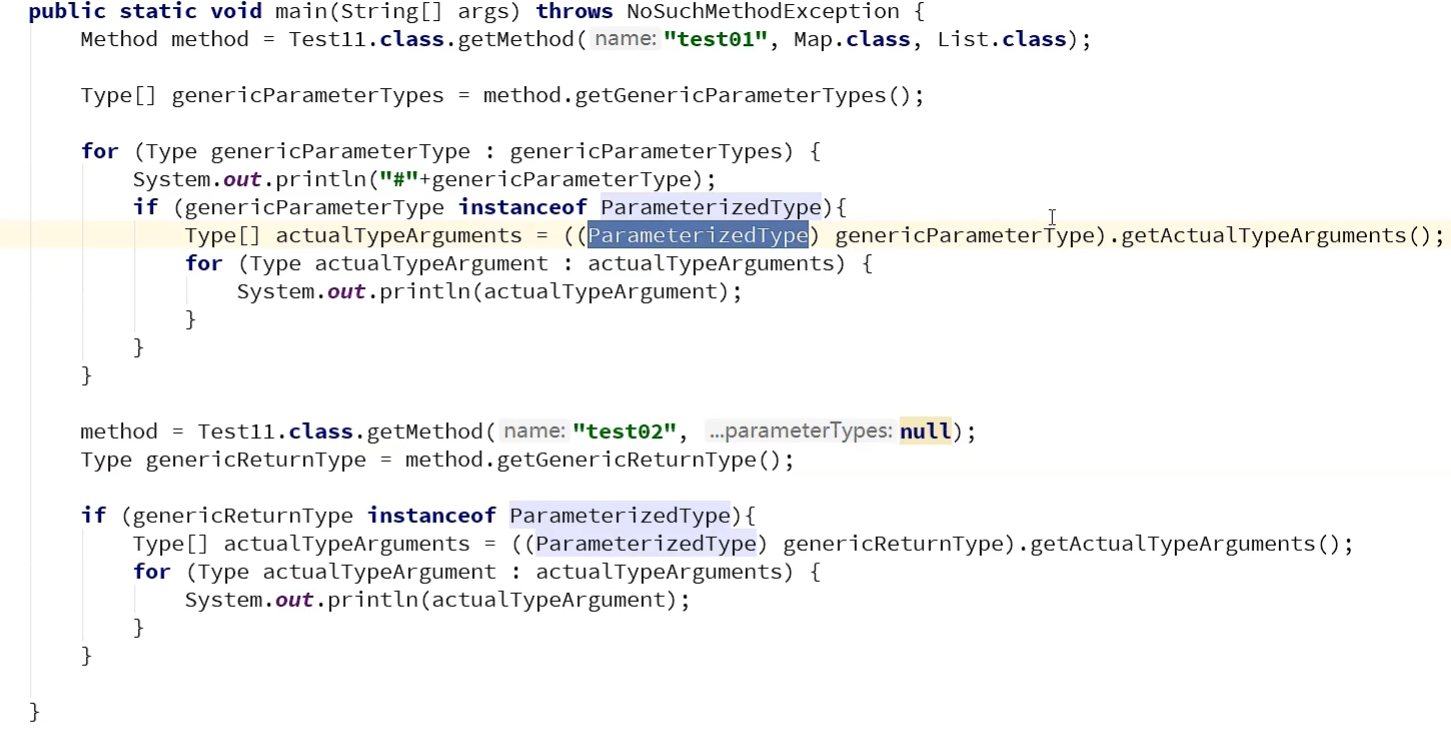 public static void main(String[] args) throws NoSuchMethodException {
Method method = Test11.class.getMethod( name: "test01", Map.class, List.class);
Type[] genericParameterTypes = method.getGenericParameterTypes();
for (Type genericParameterType : genericParameterTypes) {
System.out.println("#"+genericParameterType);
if (genericParameterType instanceof ParameterizedType){
Type[] actualTypeArguments = ((ParameterizedType) genericParameterType).getActualTypeArguments();
for (Type actualTypeArgument : actualTypeArguments) {
System.out.println(actualTypeArgument);
}
}
}
method = Test11.class.getMethod( name: "test02", ...parameterTypes: null);
Type genericReturnType = method.getGenericReturnType();
if (genericReturnType instanceof ParameterizedType){
Type[] actualTypeArguments = ((ParameterizedType) genericReturnType).getActualTypeArguments();
for (Type actualTypeArgument : actualTypeArguments) {
System.out.println(actualTypeArgument);
}
}
}